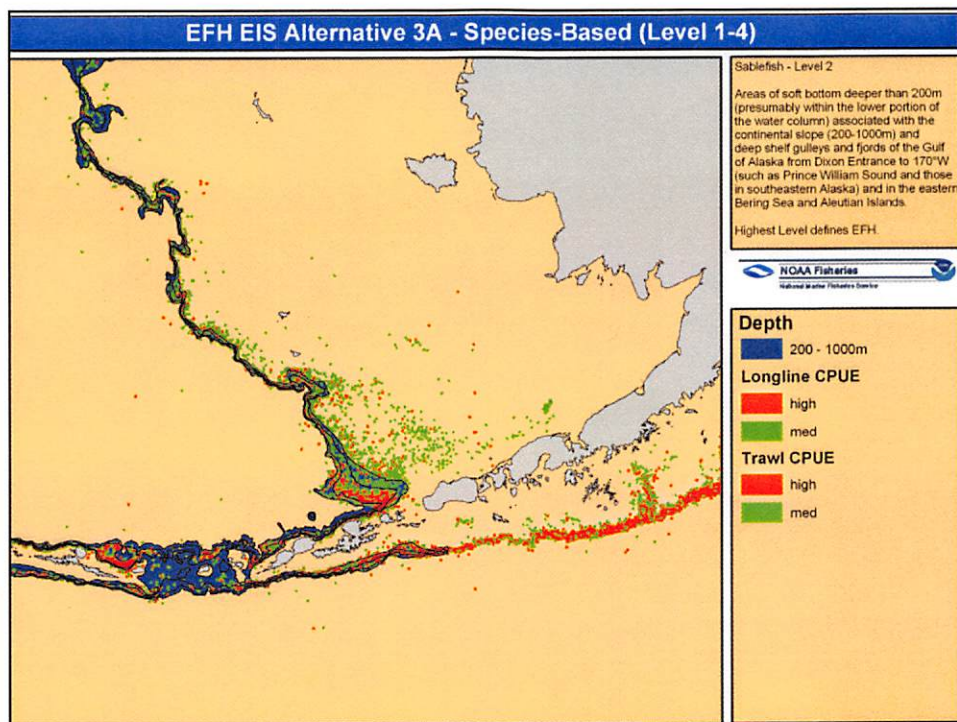 EFH EIS Alternative 3A - Species-Based (Level 1-4)
Sablefish - Level 2
Areas of soft bottom deeper than 200m
(presumably within the lower portion of
the water column) associated with the
continental slope (200-1000m) and
deep shelf gulleys and fjords of the Gulf
of Alaska from Dixon Entrance to 170°W
(such as Prince William Sound and those
in southeastern Alaska) and in the eastern
Bering Sea and Aleutian Islands.
Highest Level defines EFH.
NOAA Fisheries
National Marine Fisheries Service
Depth
200 - 1000m
Longline CPUE
high
med
Trawl CPUE
high
med